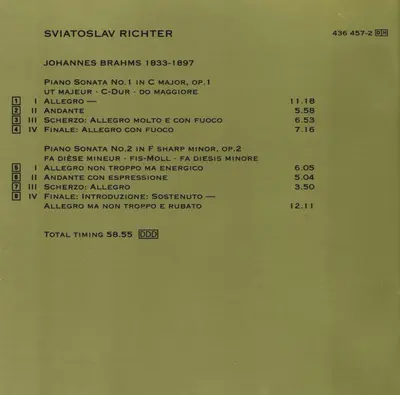 SVIATOSLAV RICHTER 436 457-2 DH
JOHANNES BRAHMS 1833-1897
PIANO SONATA NO.1 IN C MAJOR, OP.1
UT MAJEUR · C-DUR · DO MAGGIORE
1 I ALLEGRO — 11.18
2 II ANDANTE 5.58
3 III SCHERZO: ALLEGRO MOLTO E CON FUOCO 6.53
4 IV FINALE: ALLEGRO CON FUOCO 7.16
PIANO SONATA NO.2 IN F SHARP MINOR, OP.2
FA DIÈSE MINEUR · FIS-MOLL · FA DIESIS MINORE
5 I ALLEGRO NON TROPPO MA ENERGICO 6.05
6 II ANDANTE CON ESPRESSIONE 5.04
7 III SCHERZO: ALLEGRO 3.50
8 IV FINALE: INTRODUZIONE: SOSTENUTO —
ALLEGRO MA NON TROPPO E RUBATO 12.11
TOTAL TIMING 58.55 DDD